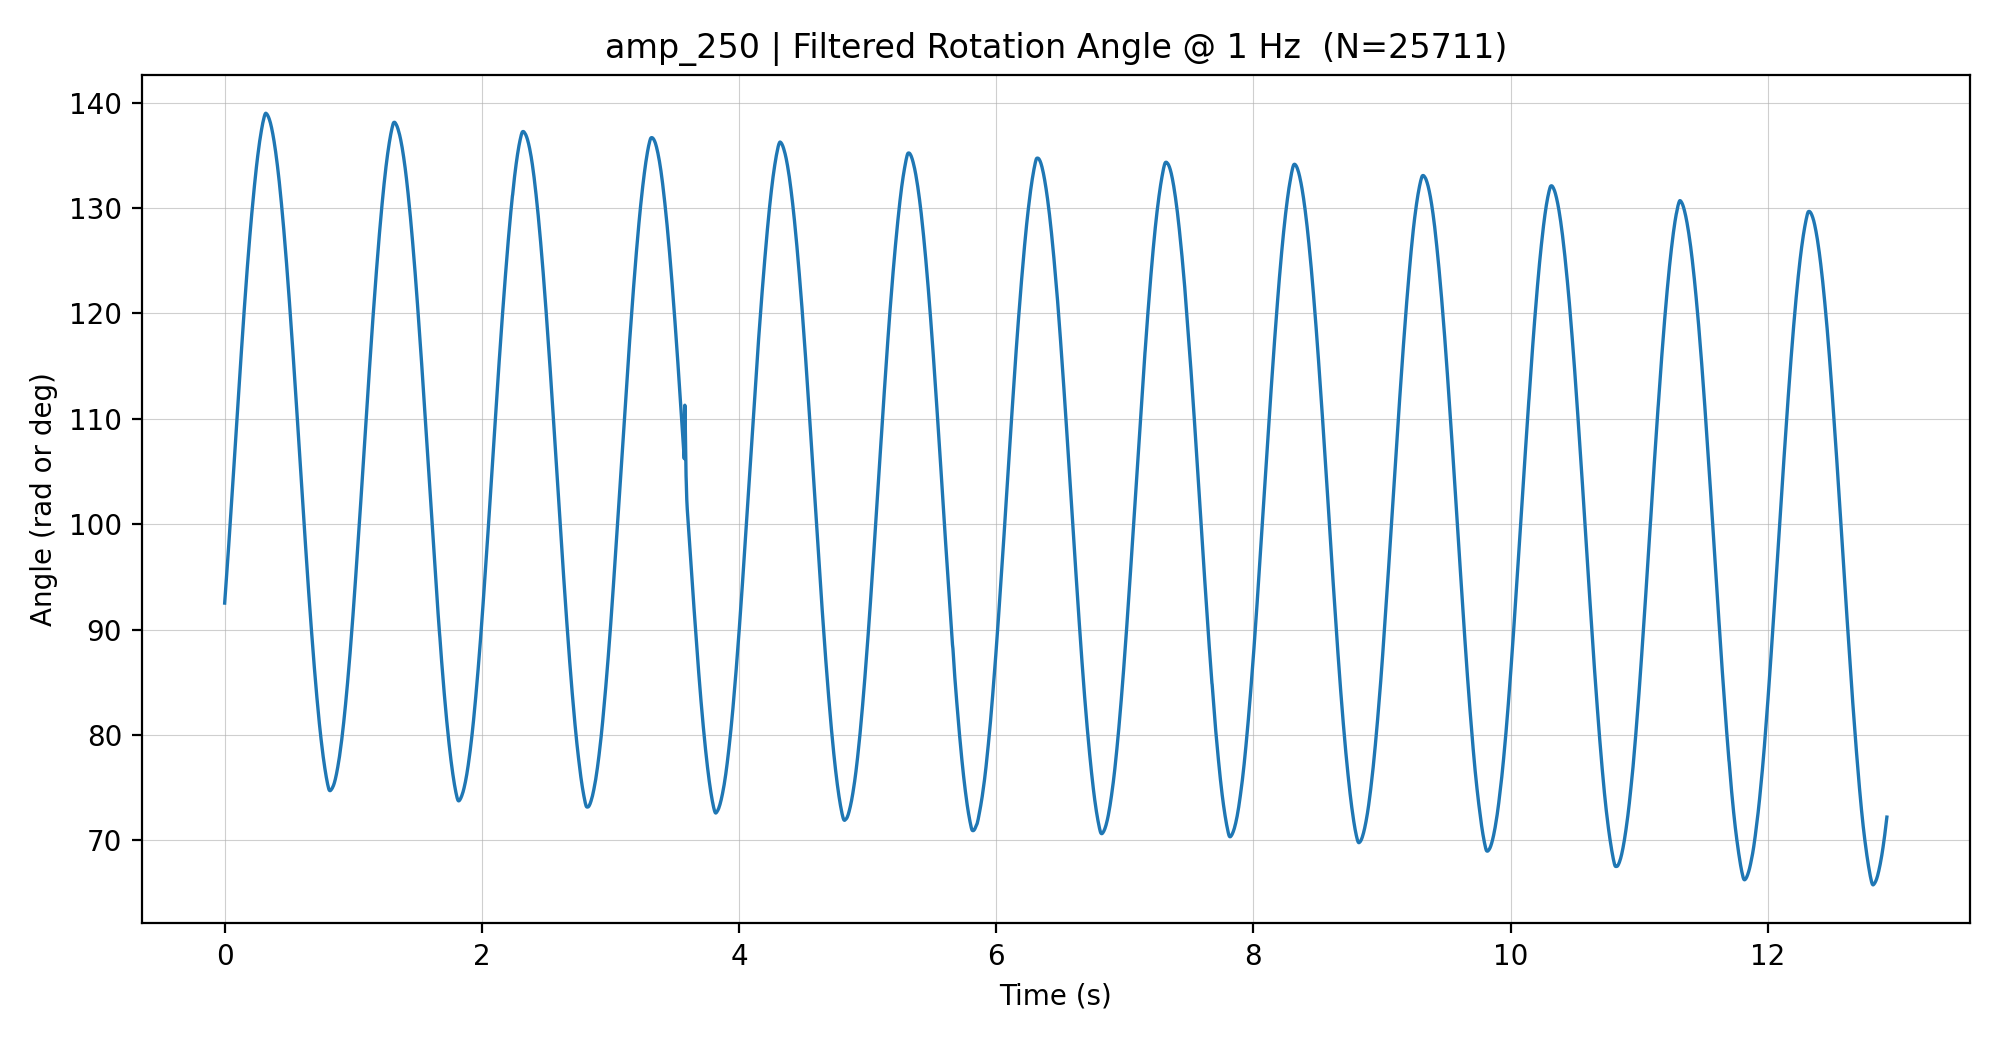 amp_250 | Filtered Rotation Angle @ 1 Hz  (N=25711)
Angle (rad or deg)
140
130
120
110
100
90
80
70
0 2 4 6 8 10 12
Time (s)